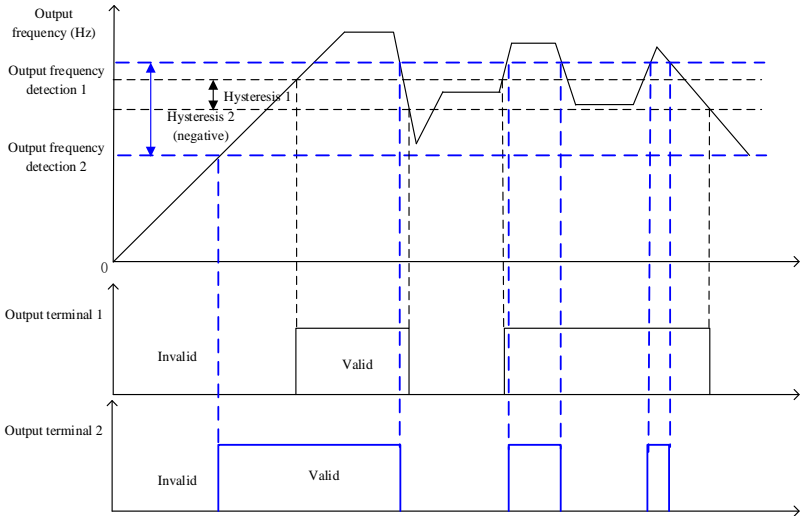 Output
frequency (Hz)
Output frequency
detection 1
Hysteresis 1
Hysteresis 2
(negative)
Output frequency
detection 2
0
Output terminal 1
Invalid
Valid
Output terminal 2
Invalid
Valid